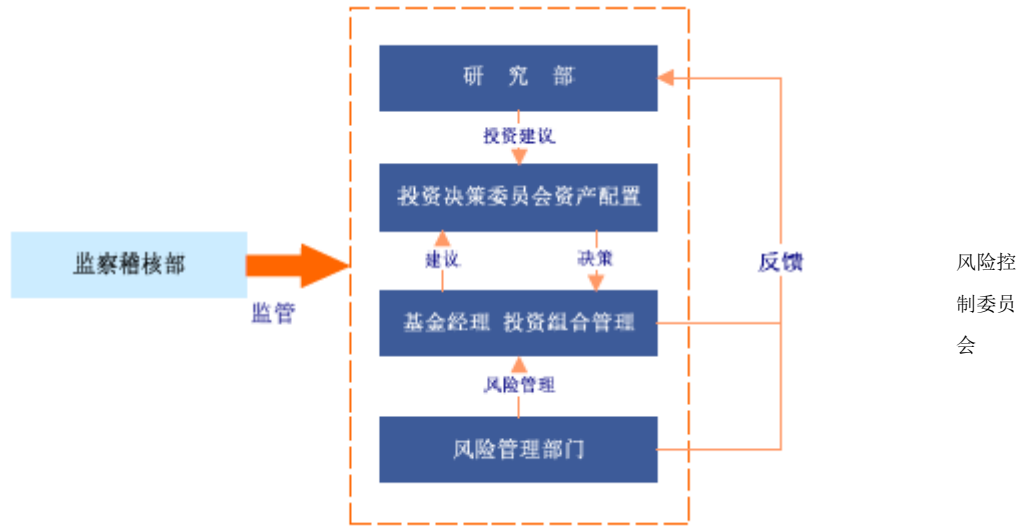 研 究 部
投资建议
投资决策委员会资产配置
建议
决策
监察稽核部
监管
反馈
风险控
制委员
会
基金经理 投资组合管理
风险管理
风险管理部门